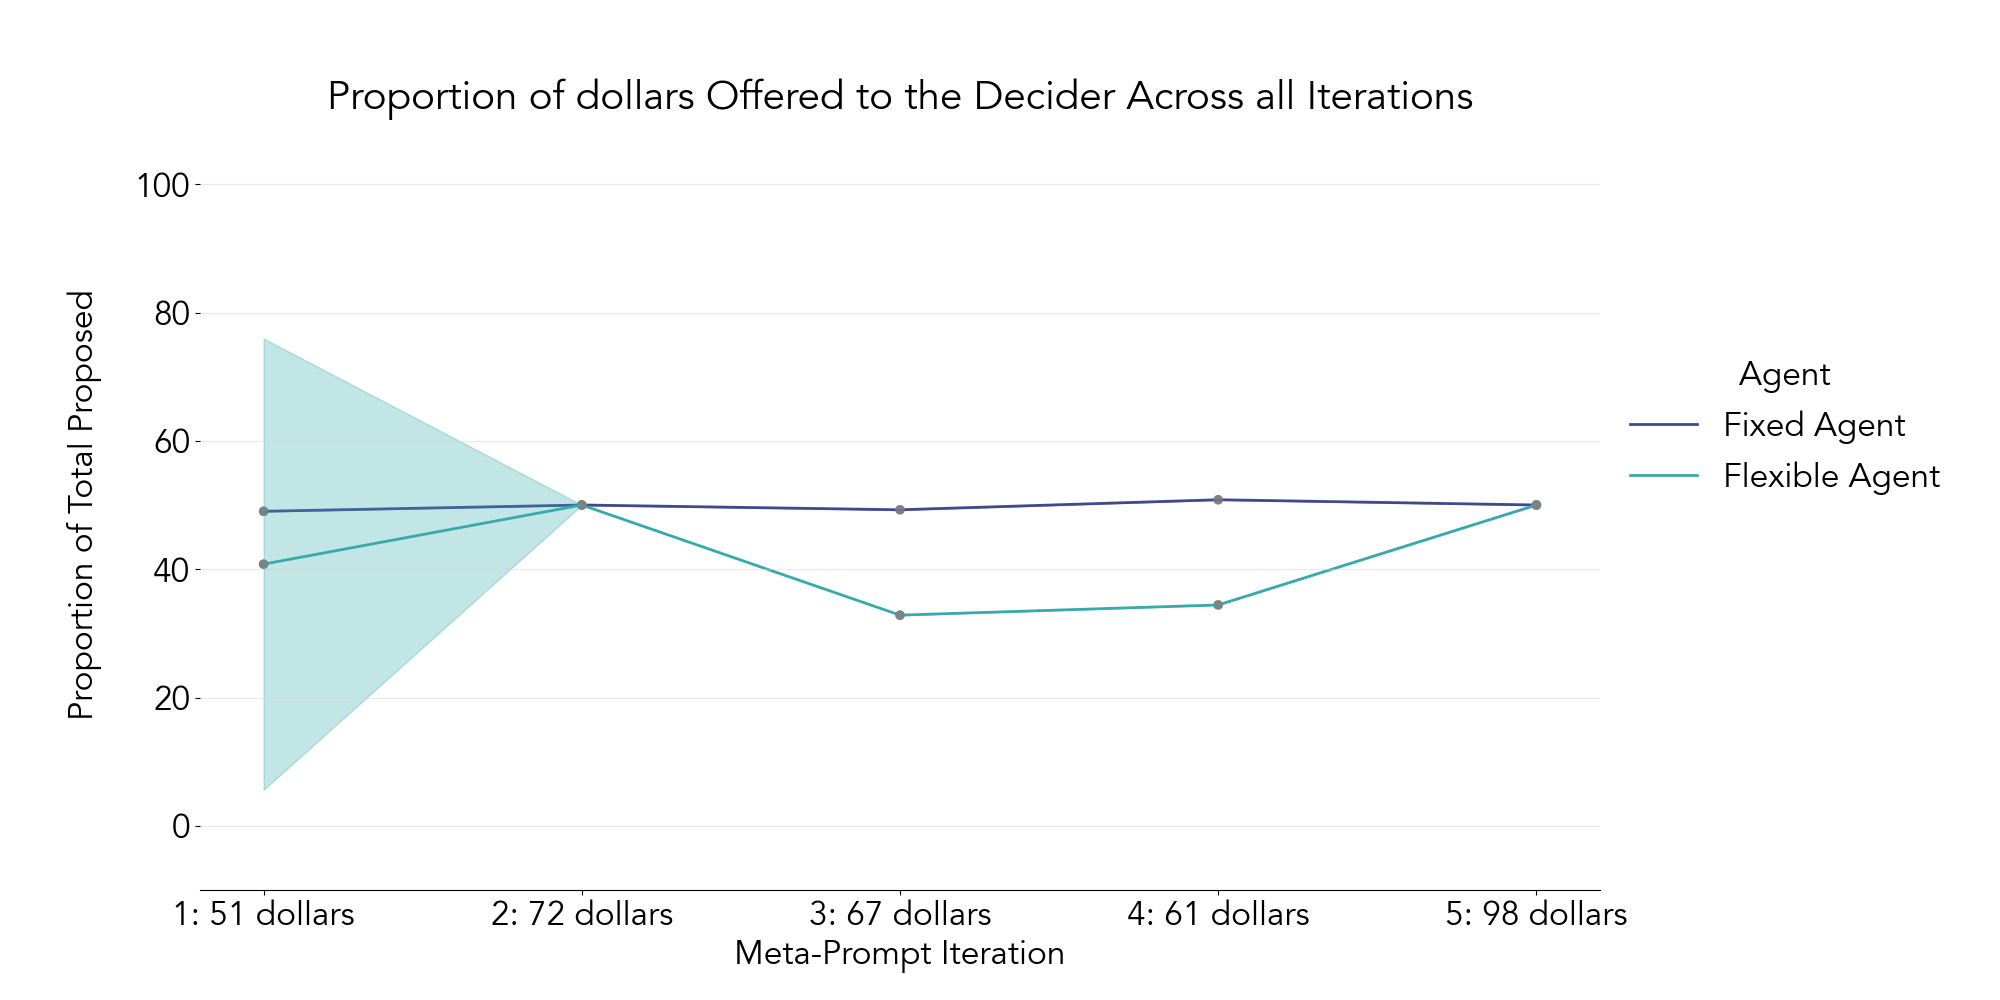 Proportion of dollars Offered to the Decider Across all Iterations
Proportion of Total Proposed
100
80
60
40
20
0
1: 51 dollars
2: 72 dollars
3: 67 dollars
4: 61 dollars
5: 98 dollars
Meta-Prompt Iteration
Agent
Fixed Agent
Flexible Agent